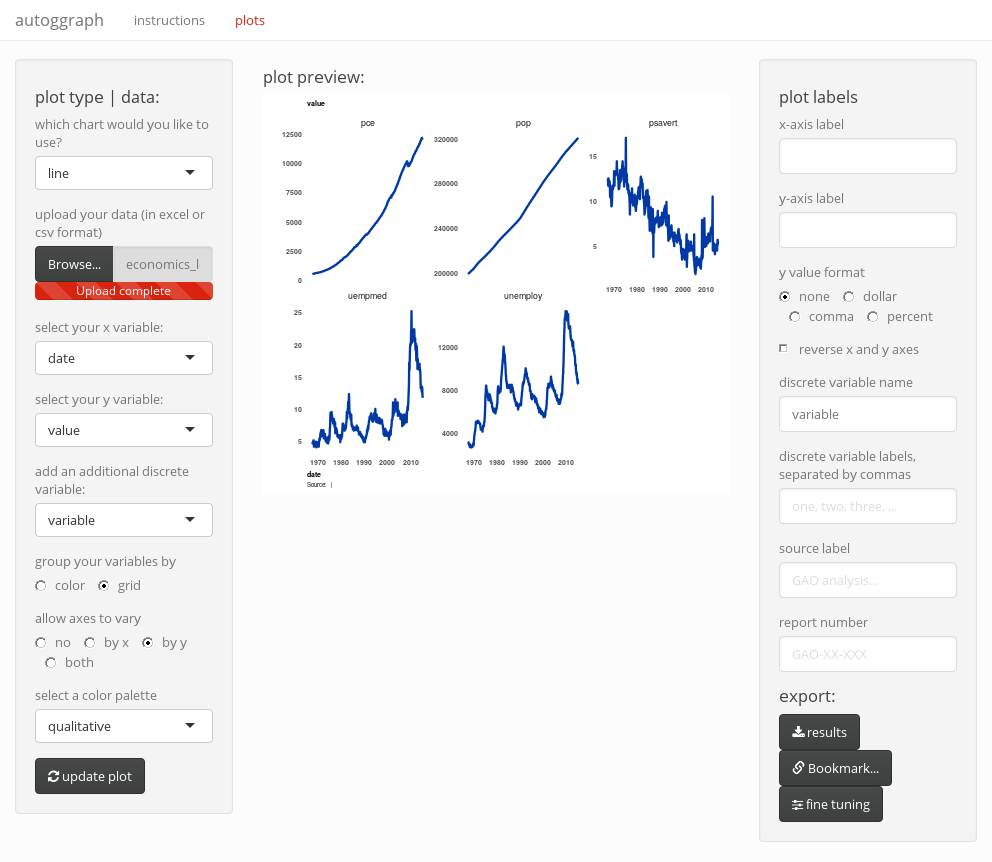 autoggraph instructions plots
plot type | data:
which chart would you like to
use?
line
upload your data (in excel or
csv format)
Browse... economics_l
Upload complete
select your x variable:
date
select your y variable:
value
add an additional discrete
variable:
variable
group your variables by
color grid
allow axes to vary
no by x by y
both
select a color palette
qualitative
update plot
plot preview:
value
pce pop psavert
12500
10000
7500
5000
2500
0
320000
280000
240000
200000
15
10
5
1970 1980 1990 2000 2010
uempmed unemploy
25
20
15
10
5
12000
8000
4000
1970 1980 1990 2000 2010
1970 1980 1990 2000 2010
date
Source: |
plot labels
x-axis label
y-axis label
y value format
none dollar
comma percent
reverse x and y axes
discrete variable name
variable
discrete variable labels,
separated by commas
one, two, three, ...
source label
GAO analysis...
report number
GAO-XX-XXX
export:
results
Bookmark...
fine tuning